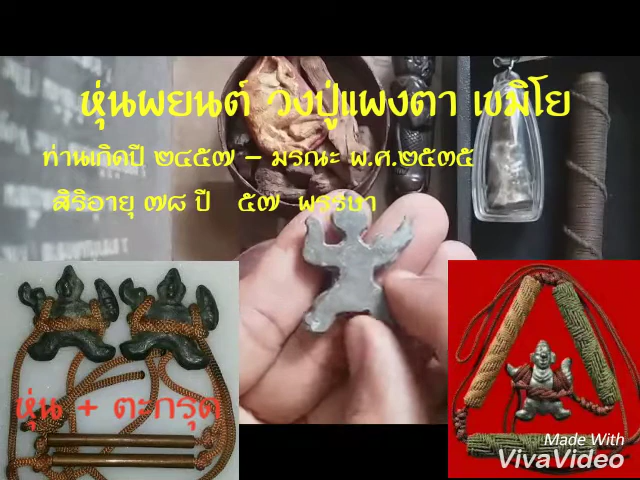 หุ่นพยนต์ วงปู่แผงตา เขมิโย
ท่านเกิดปี ๒๔๕๗ – มรณะ พ.ศ.๒๕๓๕
สิริอายุ ๗๘ ปี ๕๗ พรรษา
หุ่น + ตะกรุต
Made With
VivaVideo